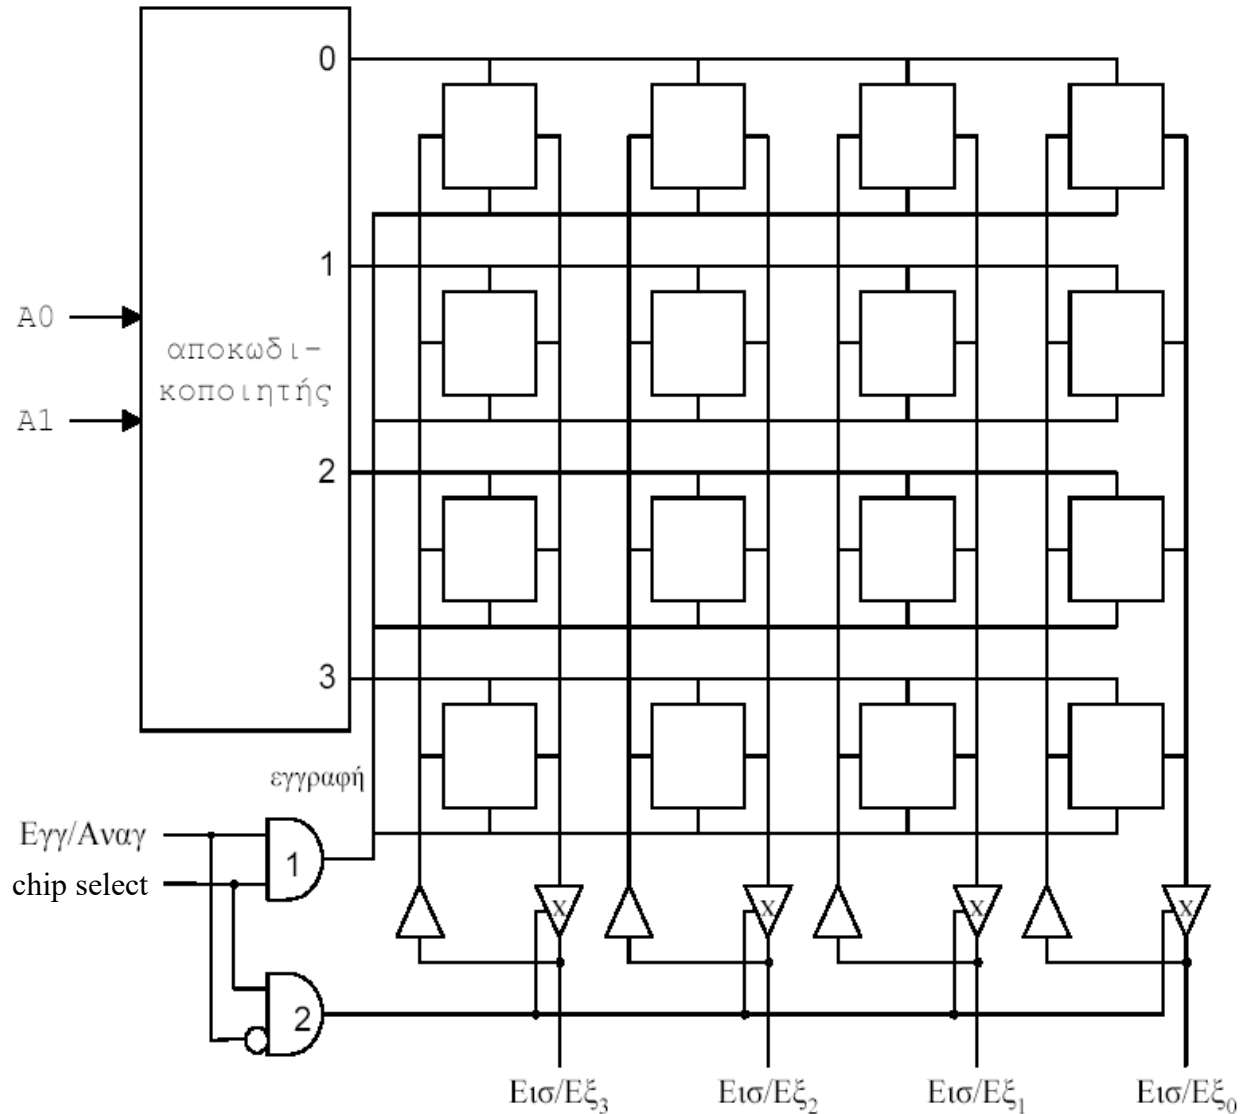 0
1
A0
αποκωδι-
κοποιητής
A1
2
3
εγγραφή
Εγγ/Αναγ
1
chip select
x x x x
2
Εισ/Εξ3 Εισ/Εξ2 Εισ/Εξ1 Εισ/Εξ0